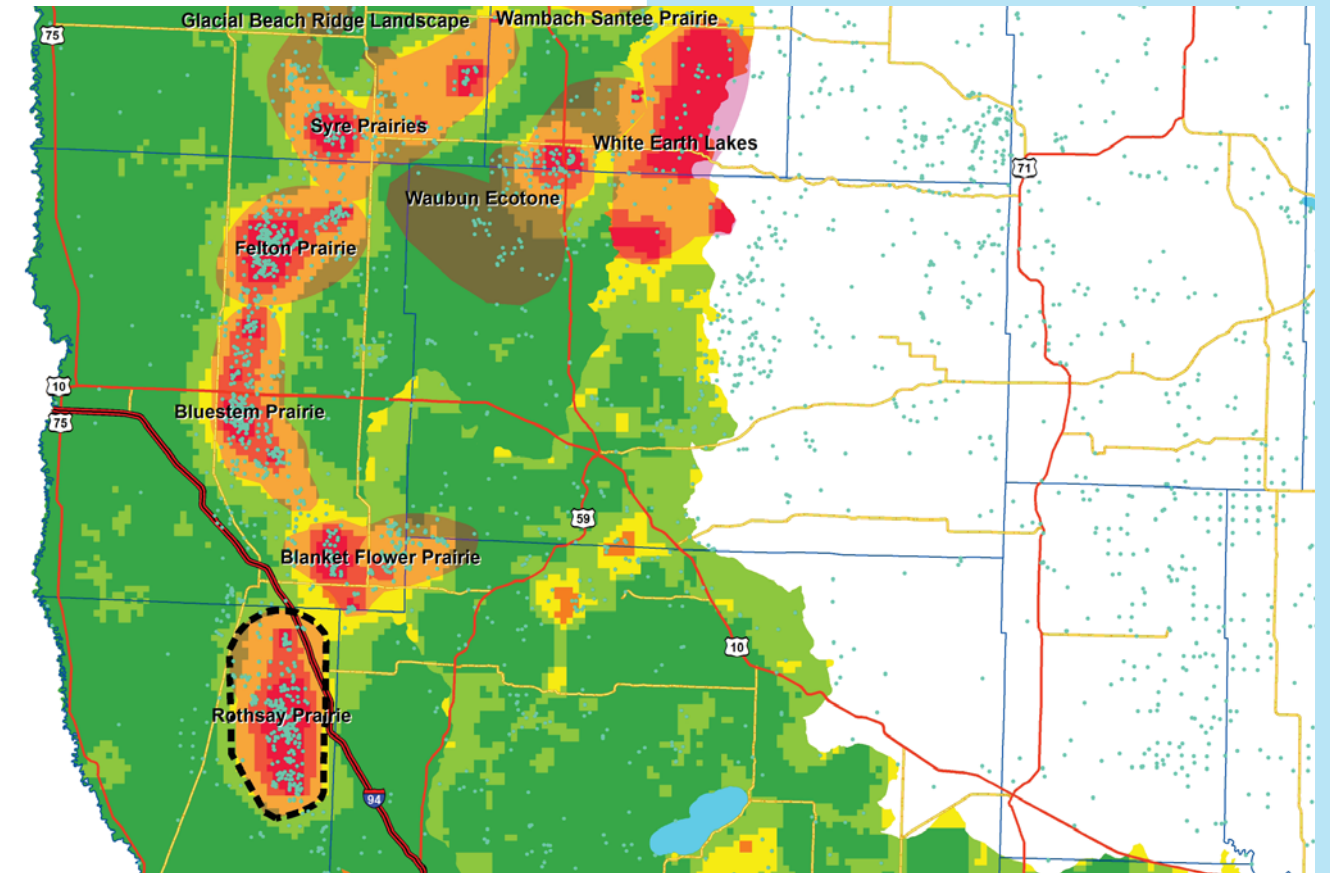 Glacial Beach Ridge Landscape
Wambach Santee Prairie
75
Syre Prairies
White Earth Lakes
71
Waubun Ecotone
Felton Prairie
10
75
Bluestem Prairie
59
Blanket Flower Prairie
10
Rothsay Prairie
94